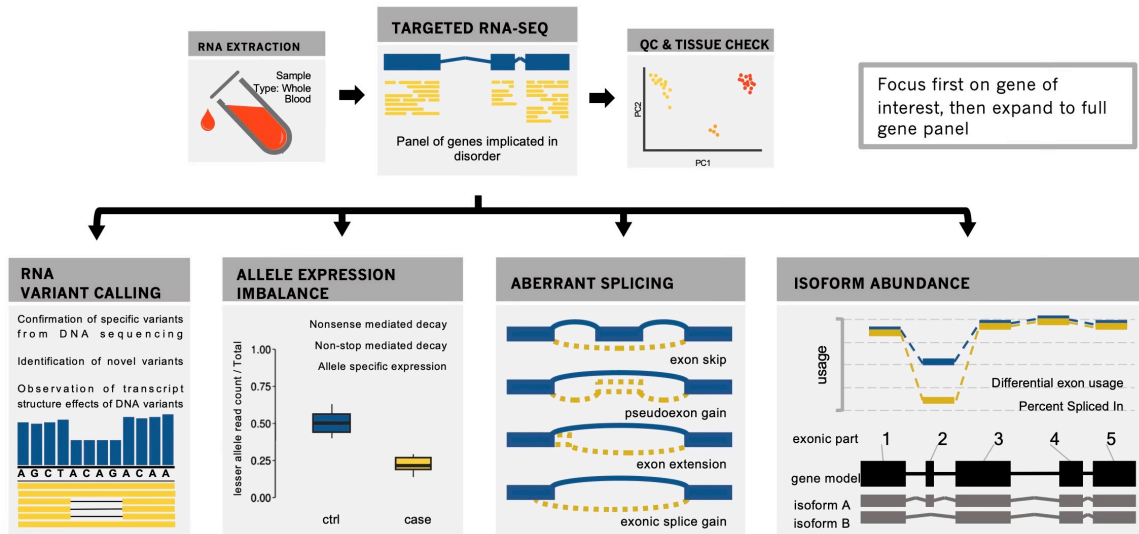 RNA EXTRACTION
Sample
Type: Whole
Blood
TARGETED RNA-SEQ
Panel of genes implicated in
disorder
QC & TISSUE CHECK
PC2
PC1
Focus first on gene of
interest, then expand to full
gene panel
RNA
VARIANT CALLING
Confirmation of specific variants
from DNA sequencing
Identification of novel variants
Observation of transcript
structure effects of DNA variants
A G C T A C A G A C A A
ALLELE EXPRESSION
IMBALANCE
Nonsense mediated decay
Non-stop mediated decay
Allele specific expression
lesser allele read count / Total
1.00
0.75
0.50
0.25
0.00
ctrl case
ABERRANT SPLICING
exon skip
pseudoexon gain
exon extension
exonic splice gain
ISOFORM ABUNDANCE
usage
Differential exon usage
Percent Spliced In
exonic part 1 2 3 4 5
gene model
isoform A
isoform B